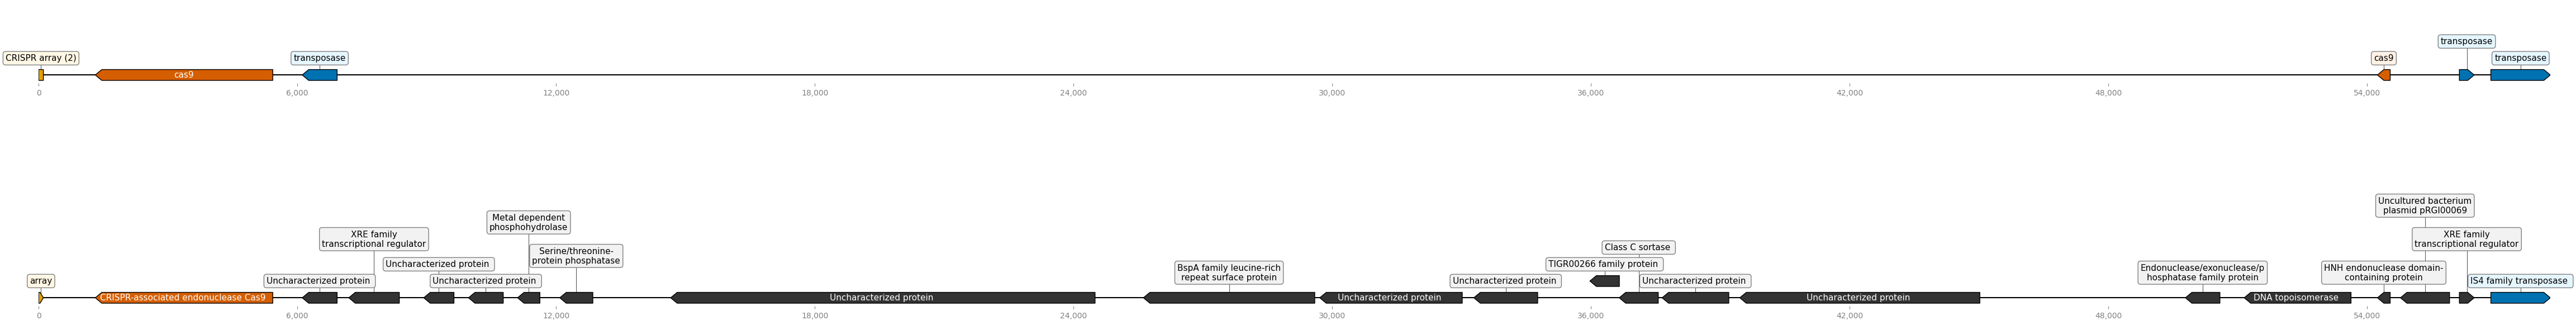 transposase
CRISPR array (2)
transposase
cas9
transposase
cas9
0
6,000
12,000
18,000
24,000
30,000
36,000
42,000
48,000
54,000
Uncultured bacterium
plasmid pRGI00069
Metal dependent
phosphohydrolase
XRE family
transcriptional regulator
XRE family
transcriptional regulator
Serine/threonine-
protein phosphatase
Class C sortase
Uncharacterized protein
TIGR00266 family protein
BspA family leucine-rich
repeat surface protein
Endonuclease/exonuclease/p
hosphatase family protein
HNH endonuclease domain-
containing protein
array
Uncharacterized protein
Uncharacterized protein
Uncharacterized protein
Uncharacterized protein
IS4 family transposase
CRISPR-associated endonuclease Cas9
Uncharacterized protein
Uncharacterized protein
Uncharacterized protein
DNA topoisomerase
0
6,000
12,000
18,000
24,000
30,000
36,000
42,000
48,000
54,000